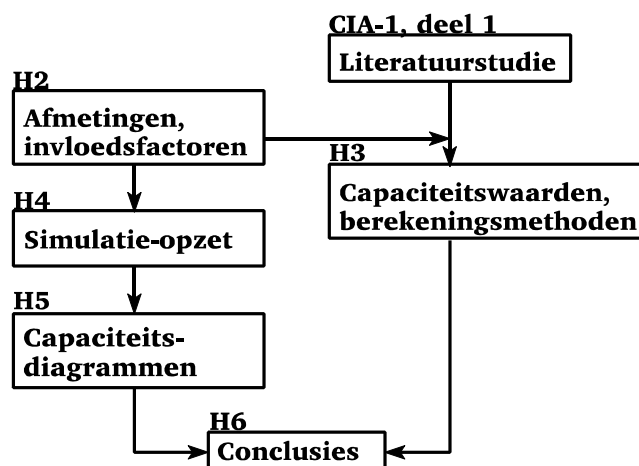 CIA-1, deel 1
Literatuurstudie
H2
Afmetingen,
invloedsfactoren
H3
Capaciteitswaarden,
berekeningsmethoden
H4
Simulatie-opzet
H5
Capaciteits-
diagrammen
H6
Conclusies